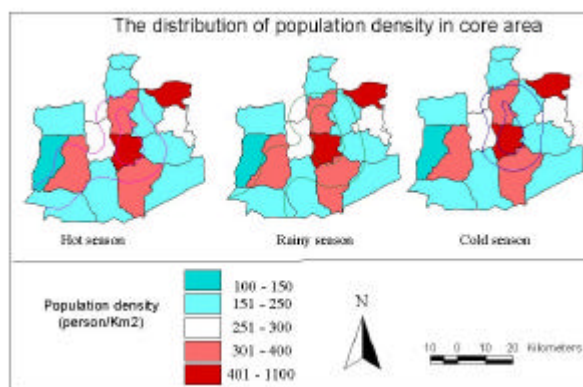 The distribution of population density in core area
Hot season
Rainy season
Cold season
Population density
(person/Km2)
100 - 150
151 - 250
251 - 300
301 - 400
401 - 1100
N
10 0 10 20 Kilometers